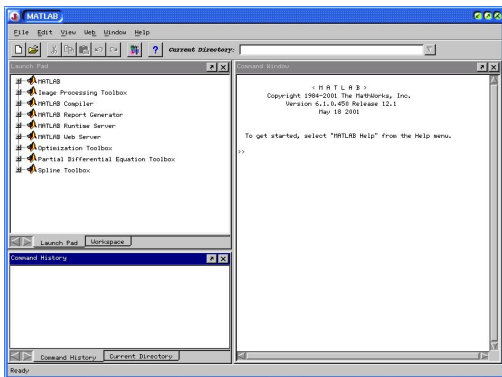 MATLAB
File Edit View Web Window Help
Current Directory:
Launch Pad
MATLAB
Image Processing Toolbox
MATLAB Compiler
MATLAB Report Generator
MATLAB Runtime Server
MATLAB Web Server
Optimization Toolbox
Partial Differential Equation Toolbox
Spline Toolbox
Launch Pad Workspace
Command History
Command History Current Directory
Command Window
< M A T L A B >
Copyright 1984-2001 The MathWorks, Inc.
Version 6.1.0.450 Release 12.1
May 18 2001
To get started, select "MATLAB Help" from the Help menu.
>>
Ready